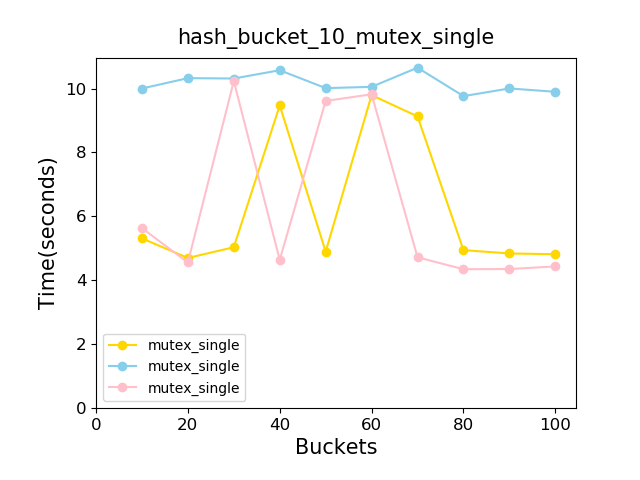 hash_bucket_10_mutex_single
Time(seconds)
10
8
6
4
2
0
mutex_single
mutex_single
mutex_single
0 20 40 60 80 100
Buckets